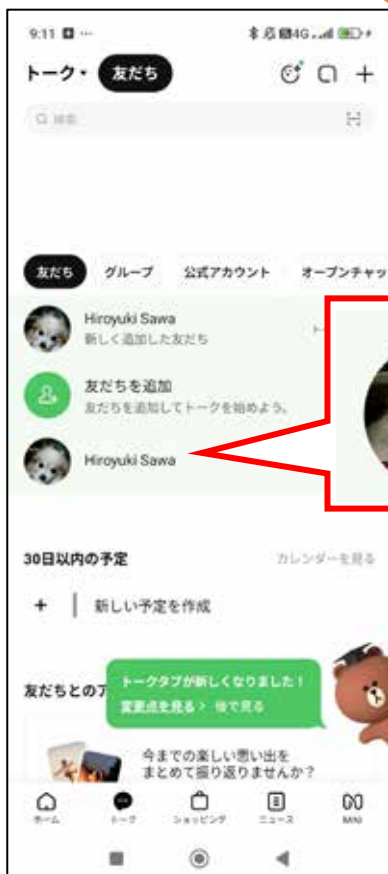 9:11
4G
トーク
友だち
検索
友だち グループ 公式アカウント オープンチャッ
Hiroyuki Sawa
新しく追加した友だち
友だちを追加
友だちを追加してトークを始めよう。
Hiroyuki Sawa
30日以内の予定 カレンダーを見る
+ 新しい予定を作成
友だちとのア
トークタブが新しくなりました!
変更点を見る > 後で見る
今までの楽しい思い出を
まとめて振り返りませんか?
ホーム トーク ショッピング ニュース MINI